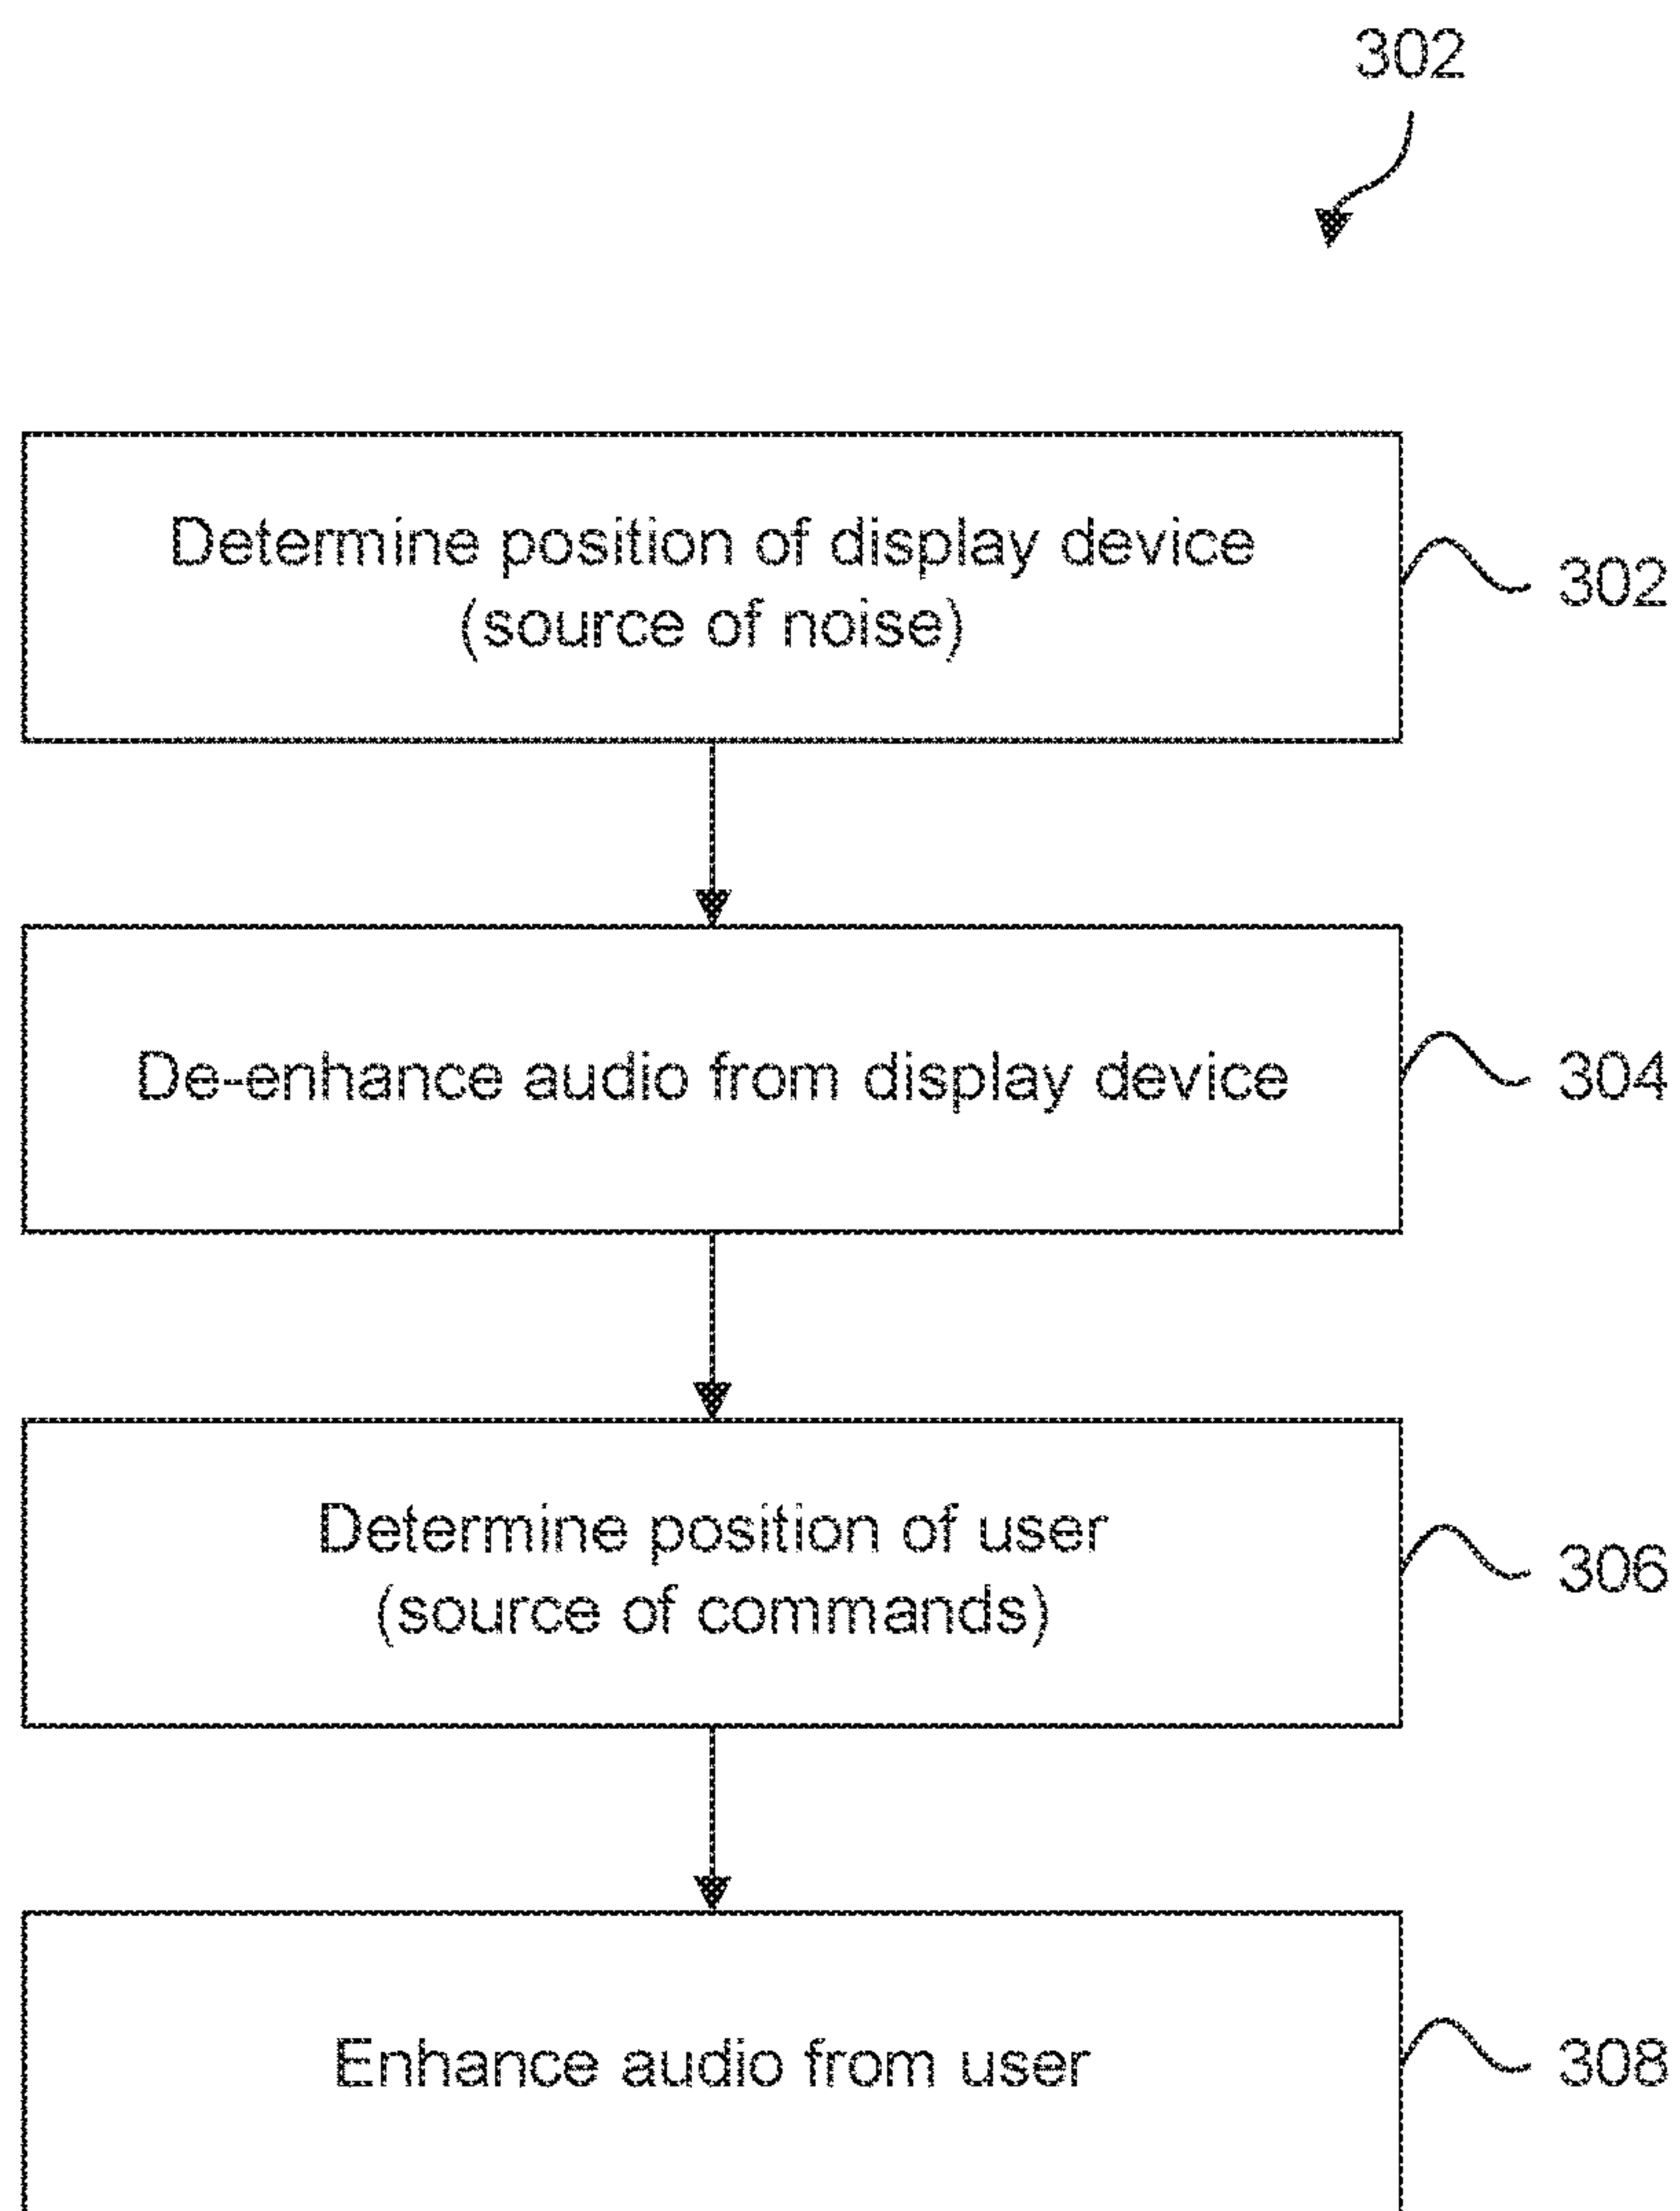 302
Determine position of display device
(source of noise)
302
De-enhance audio from display device
304
Determine position of user
(source of commands)
306
Enhance audio from user
308